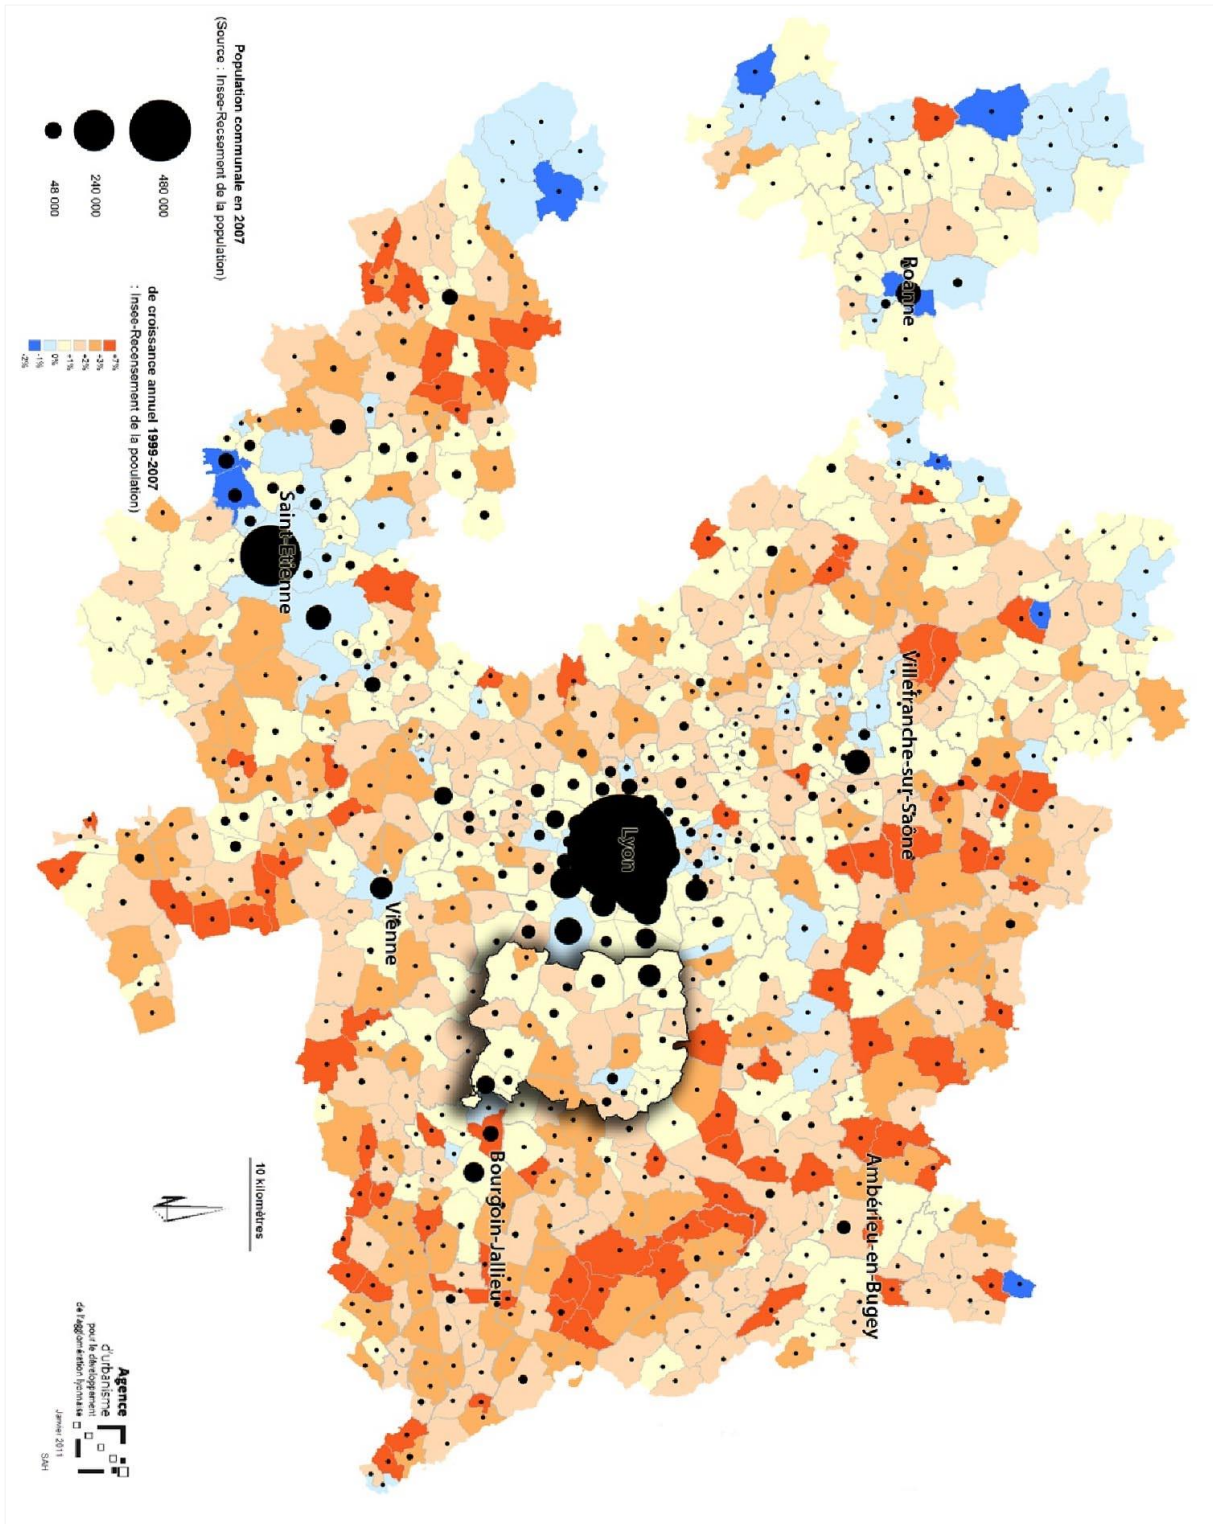 Population communale en 2007
(Source : Insee-Recsement de la population)
480 000
240 000
48 000
de croissance annuel 1999-2007
: Insee-Recensement de la population)
+7%
+3%
+2%
+1%
0%
-1%
-2%
Roanne
Saint-Etienne
Villefranche-sur-Saône
Lyon
Vienne
Bourgoin-Jallieu
Ambérieu-en-Bugey
10 kilomètres
N
Agence
d'urbanisme
pour le développement
de l'agglomération lyonnaise
Janvier 2011
SAH